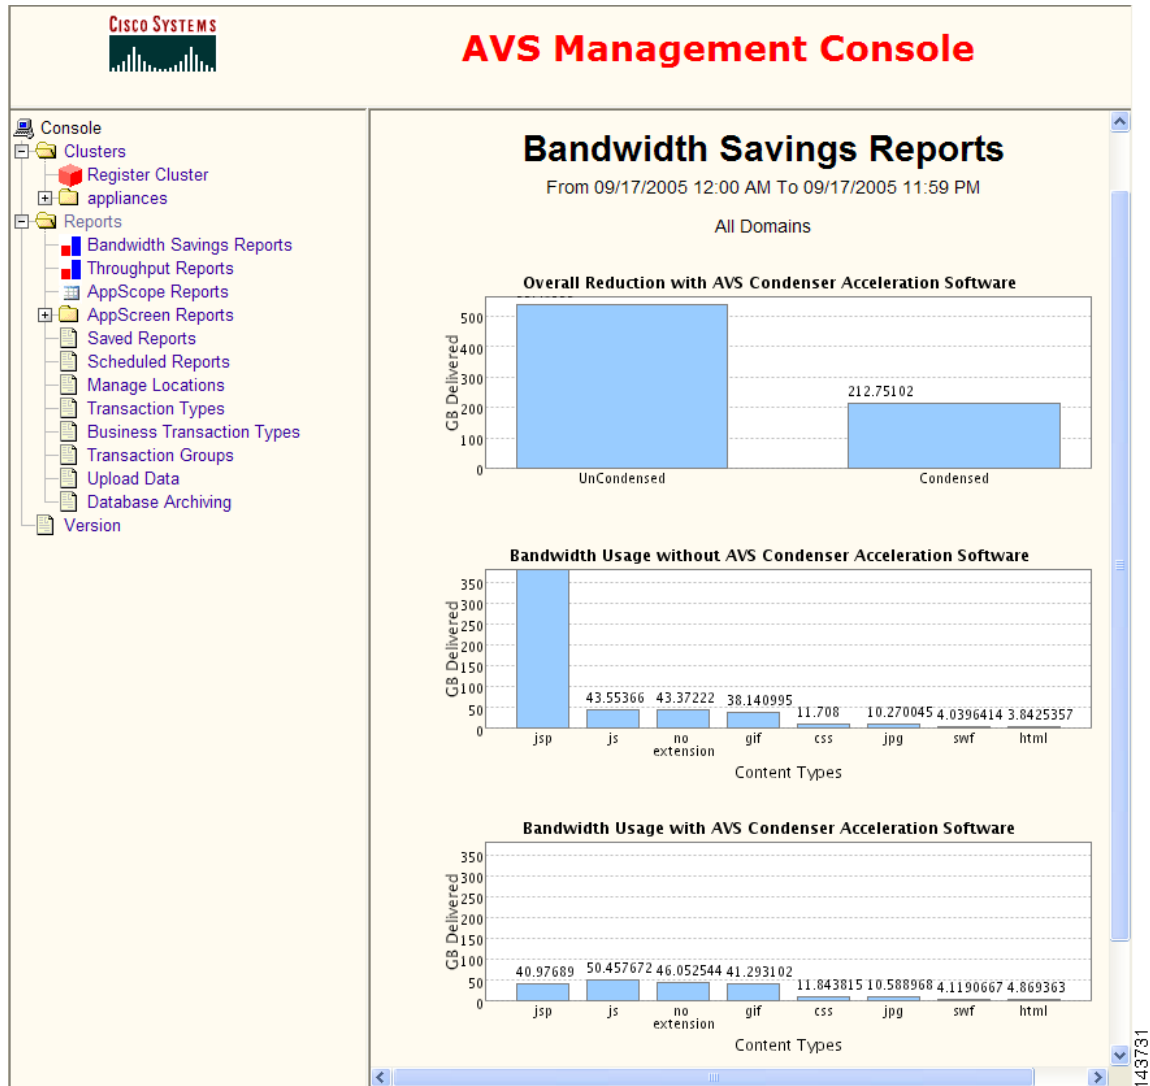 CISCO SYSTEMS
AVS Management Console
Console
Clusters
Register Cluster
appliances
Reports
Bandwidth Savings Reports
Throughput Reports
AppScope Reports
AppScreen Reports
Saved Reports
Scheduled Reports
Manage Locations
Transaction Types
Business Transaction Types
Transaction Groups
Upload Data
Database Archiving
Version
Bandwidth Savings Reports
From 09/17/2005 12:00 AM To 09/17/2005 11:59 PM
All Domains
Overall Reduction with AVS Condenser Acceleration Software
GB Delivered
500
400
300
200
100
0
212.75102
UnCondensed
Condensed
Bandwidth Usage without AVS Condenser Acceleration Software
GB Delivered
350
300
250
200
150
100
50
0
43.55366
43.37222
38.140995
11.708
10.270045
4.0396414
3.8425357
jsp
js
no extension
gif
css
jpg
swf
html
Content Types
Bandwidth Usage with AVS Condenser Acceleration Software
GB Delivered
350
300
250
200
150
100
50
0
40.97689
50.457672
46.052544
41.293102
11.843815
10.588968
4.1190667
4.869363
jsp
js
no extension
gif
css
jpg
swf
html
Content Types
143731